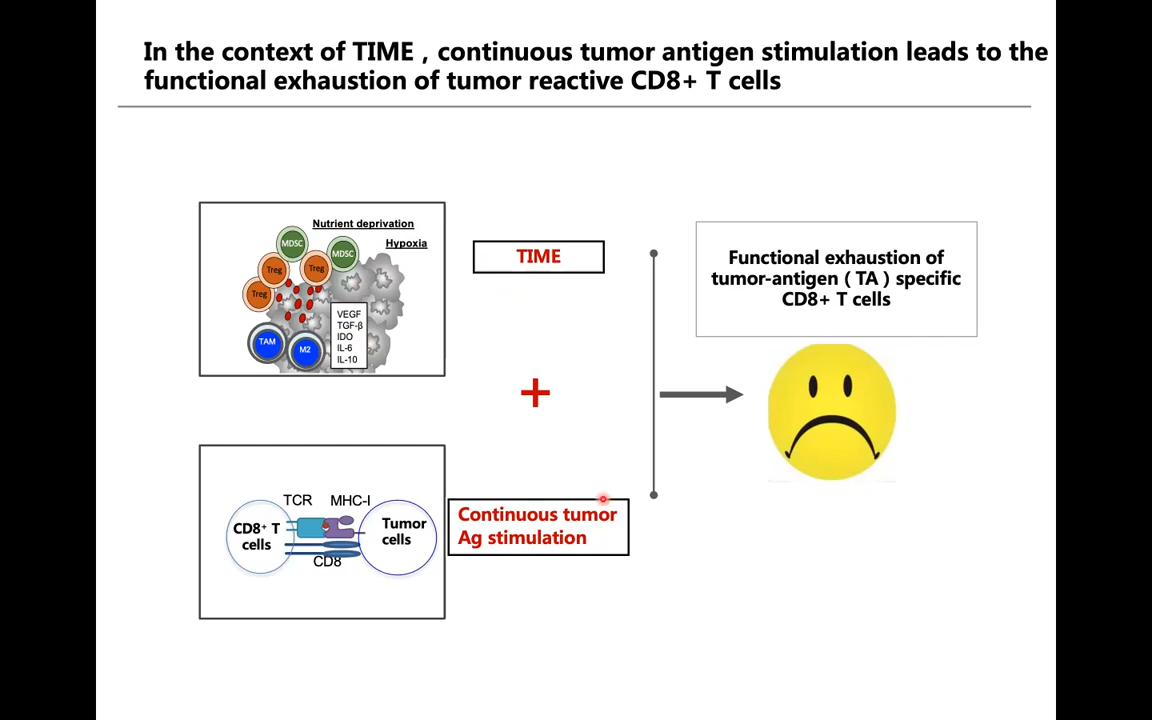 In the context of TIME , continuous tumor antigen stimulation leads to the
functional exhaustion of tumor reactive CD8+ T cells
Nutrient deprivation
Hypoxia
MDSC
MDSC
Treg
Treg
Treg
TAM
M2
VEGF
TGF-β
IDO
IL-6
IL-10
TIME
+
Functional exhaustion of
tumor-antigen ( TA ) specific
CD8+ T cells
TCR
MHC-I
CD8⁺ T
cells
Tumor
cells
CD8
Continuous tumor
Ag stimulation